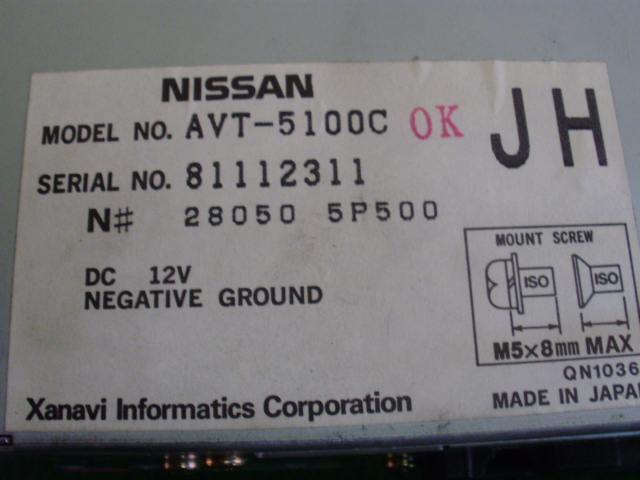 NISSAN
MODEL NO. AVT-5100C OK JH
SERIAL NO. 81112311
N# 28050 5P500
MOUNT SCREW
ISO ISO
DC 12V
NEGATIVE GROUND
M5×8mm MAX
QN1036
MADE IN JAPAN
Xanavi Informatics Corporation